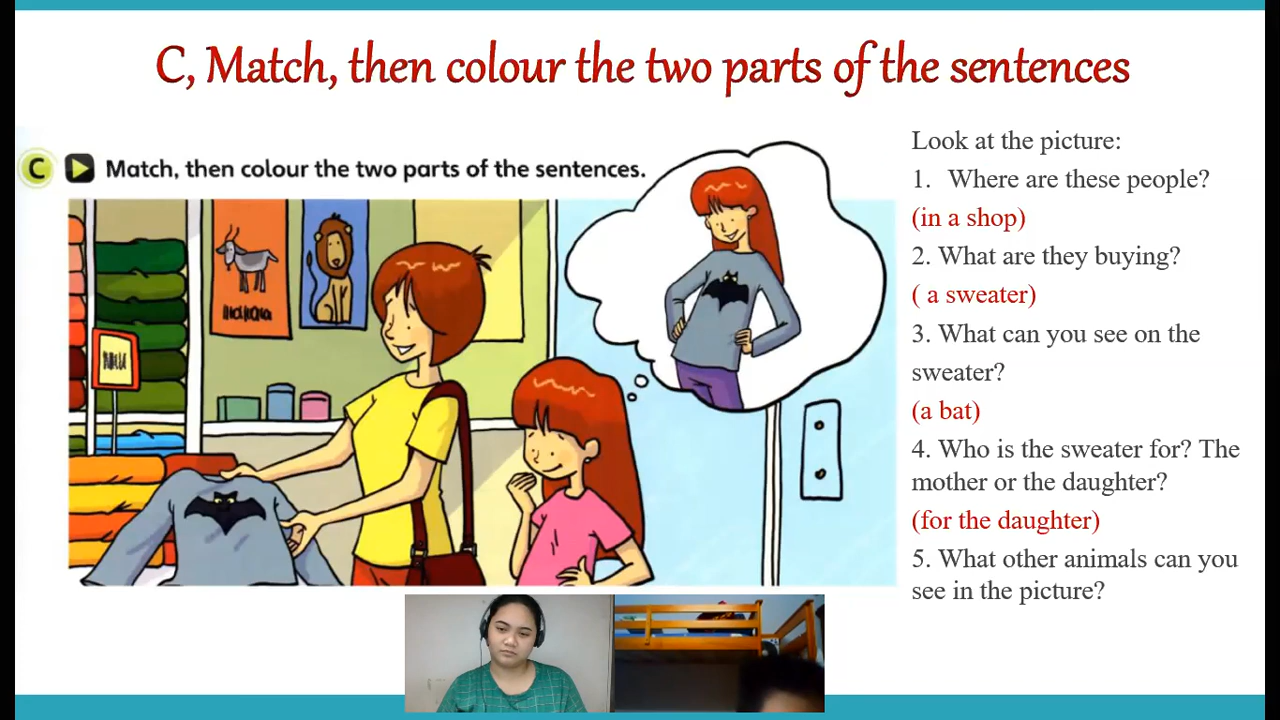 C, Match, then colour the two parts of the sentences
C Match, then colour the two parts of the sentences.
Look at the picture:
1. Where are these people?
(in a shop)
2. What are they buying?
( a sweater)
3. What can you see on the
sweater?
(a bat)
4. Who is the sweater for? The
mother or the daughter?
(for the daughter)
5. What other animals can you
see in the picture?